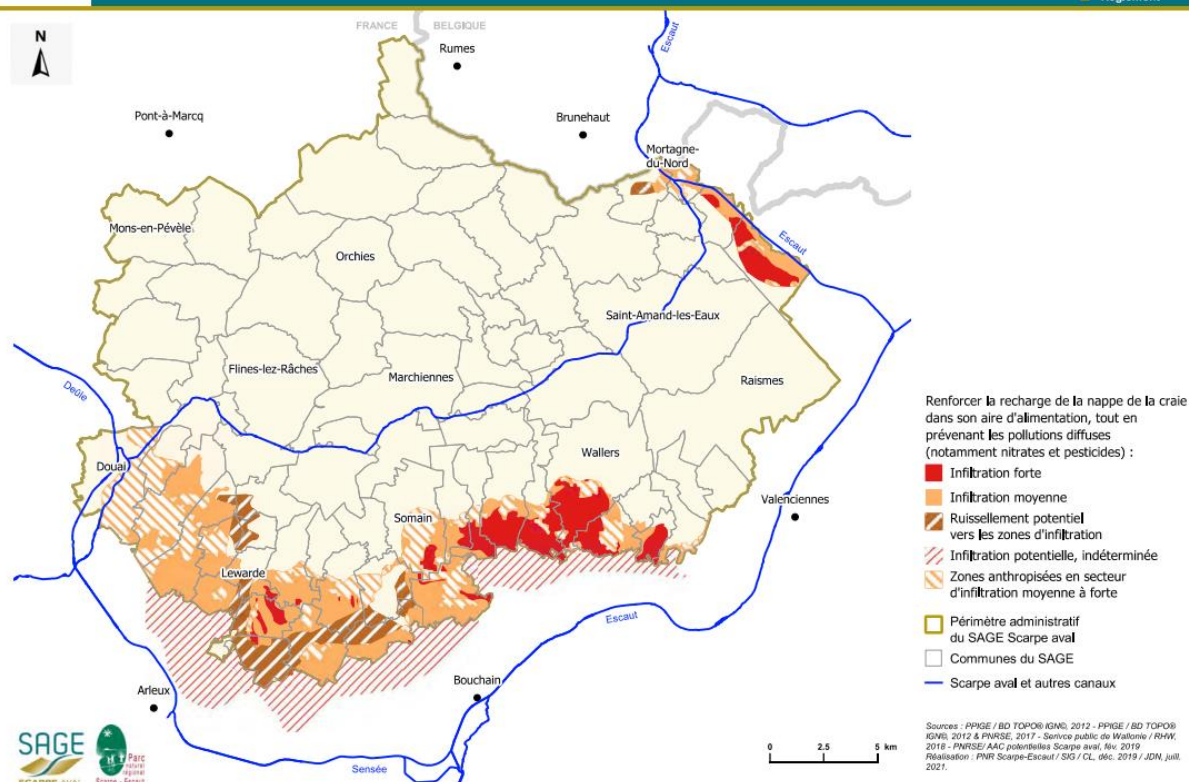 Règlement
N
FRANCE
BELGIQUE
Escaut
Rumes
Pont-à-Marcq
Brunehaut
Mortagne-
du-Nord
Mons-en-Pévèle
Escaut
Orchies
Saint-Amand-les-Eaux
Flines-lez-Râches
Marchiennes
Raismes
Deûle
Douai
Wallers
Valenciennes
Somain
Lewarde
Escaut
Arleux
Bouchain
Sensée
Renforcer la recharge de la nappe de la craie
dans son aire d'alimentation, tout en
prévenant les pollutions diffuses
(notamment nitrates et pesticides) :
Infiltration forte
Infiltration moyenne
Ruissellement potentiel
vers les zones d'infiltration
Infiltration potentielle, indéterminée
Zones anthropisées en secteur
d'infiltration moyenne à forte
Périmètre administratif
du SAGE Scarpe aval
Communes du SAGE
Scarpe aval et autres canaux
Sources : PPIGE / BD TOPO® IGN©, 2012 - PPIGE / BD TOPO®
IGN©, 2012 & PNRSE, 2017 - Serivce public de Wallonie / RHW,
2018 - PNRSE/ AAC potentielles Scarpe aval, fév. 2019
Réalisation : PNR Scarpe-Escaut / SIG / CL, déc. 2019 / JDN, juill.
2021.
0 2.5 5 km
SAGE
Parc
naturel
régional